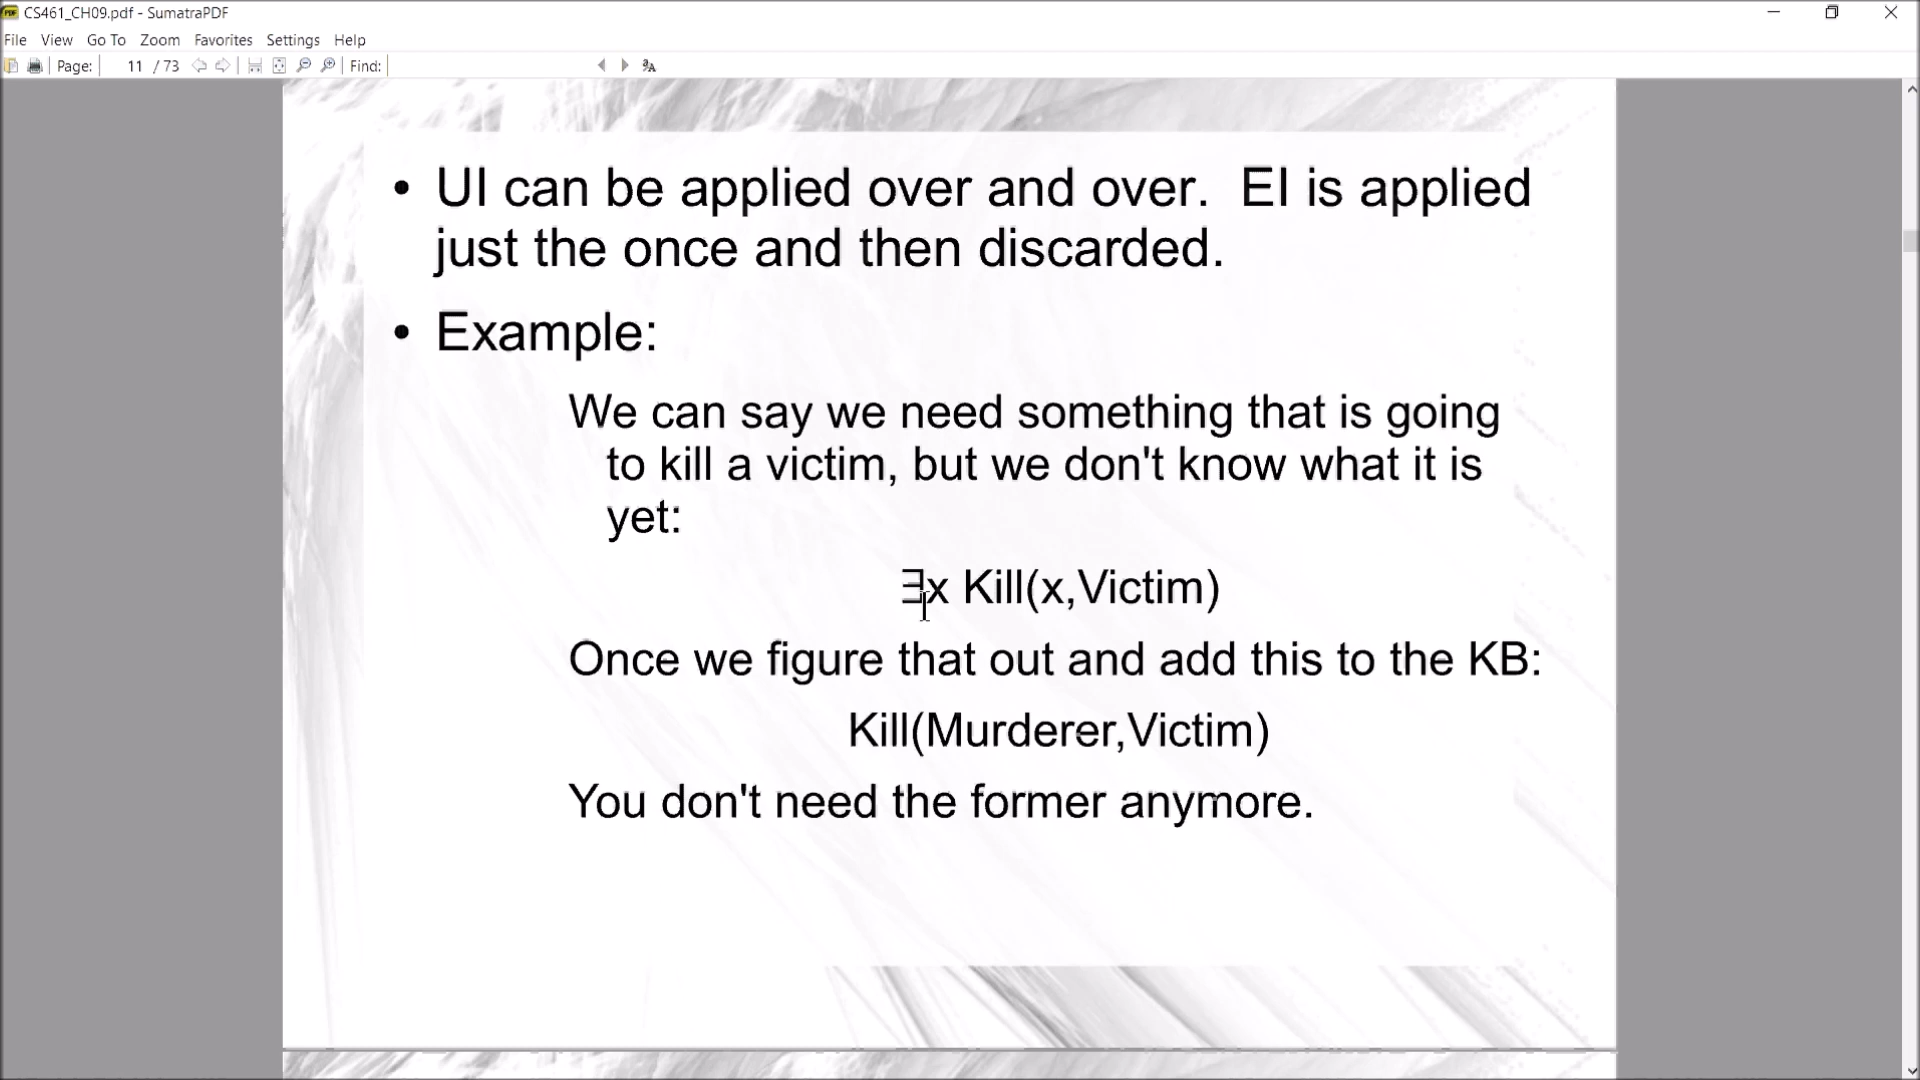 CS461_CH09.pdf - SumatraPDF
File View Go To Zoom Favorites Settings Help
Page: 11 / 73 Find:
• UI can be applied over and over. EI is applied
just the once and then discarded.
• Example:
We can say we need something that is going
to kill a victim, but we don't know what it is
yet:
∃x Kill(x,Victim)
Once we figure that out and add this to the KB:
Kill(Murderer,Victim)
You don't need the former anymore.